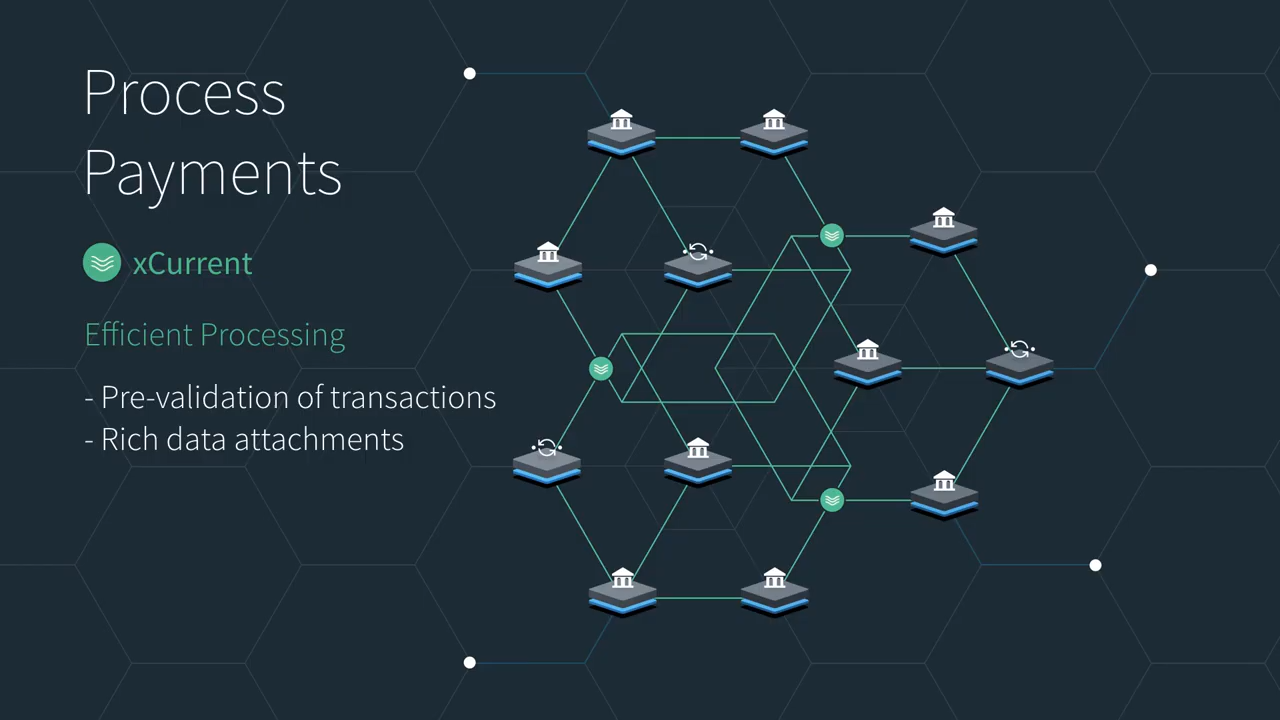 Process
Payments
xCurrent
Efficient Processing
- Pre-validation of transactions
- Rich data attachments